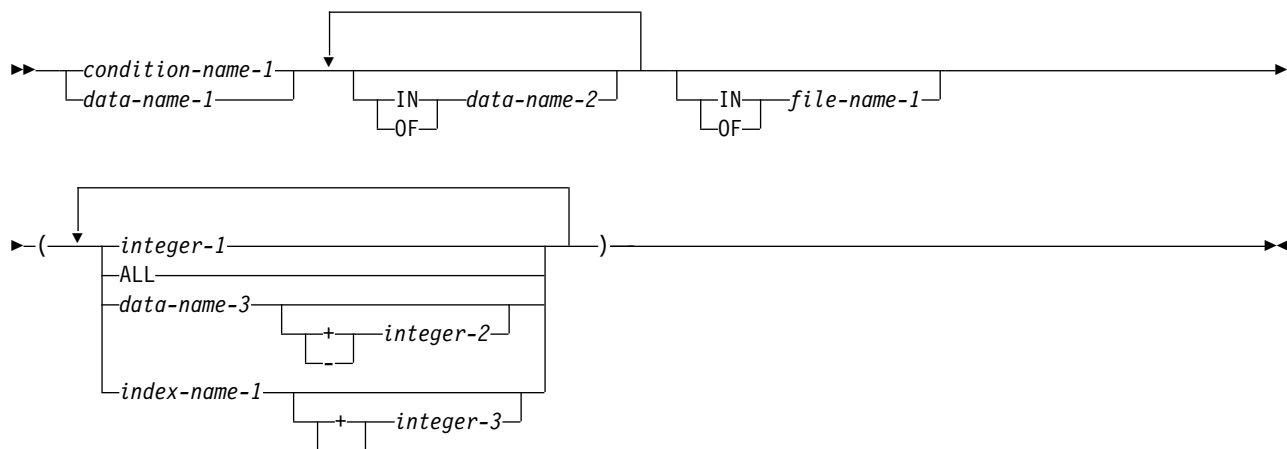 condition-name-1
data-name-1
IN
OF
data-name-2
IN
OF
file-name-1
(
integer-1
)
ALL
data-name-3
+
-
integer-2
index-name-1
+
integer-3